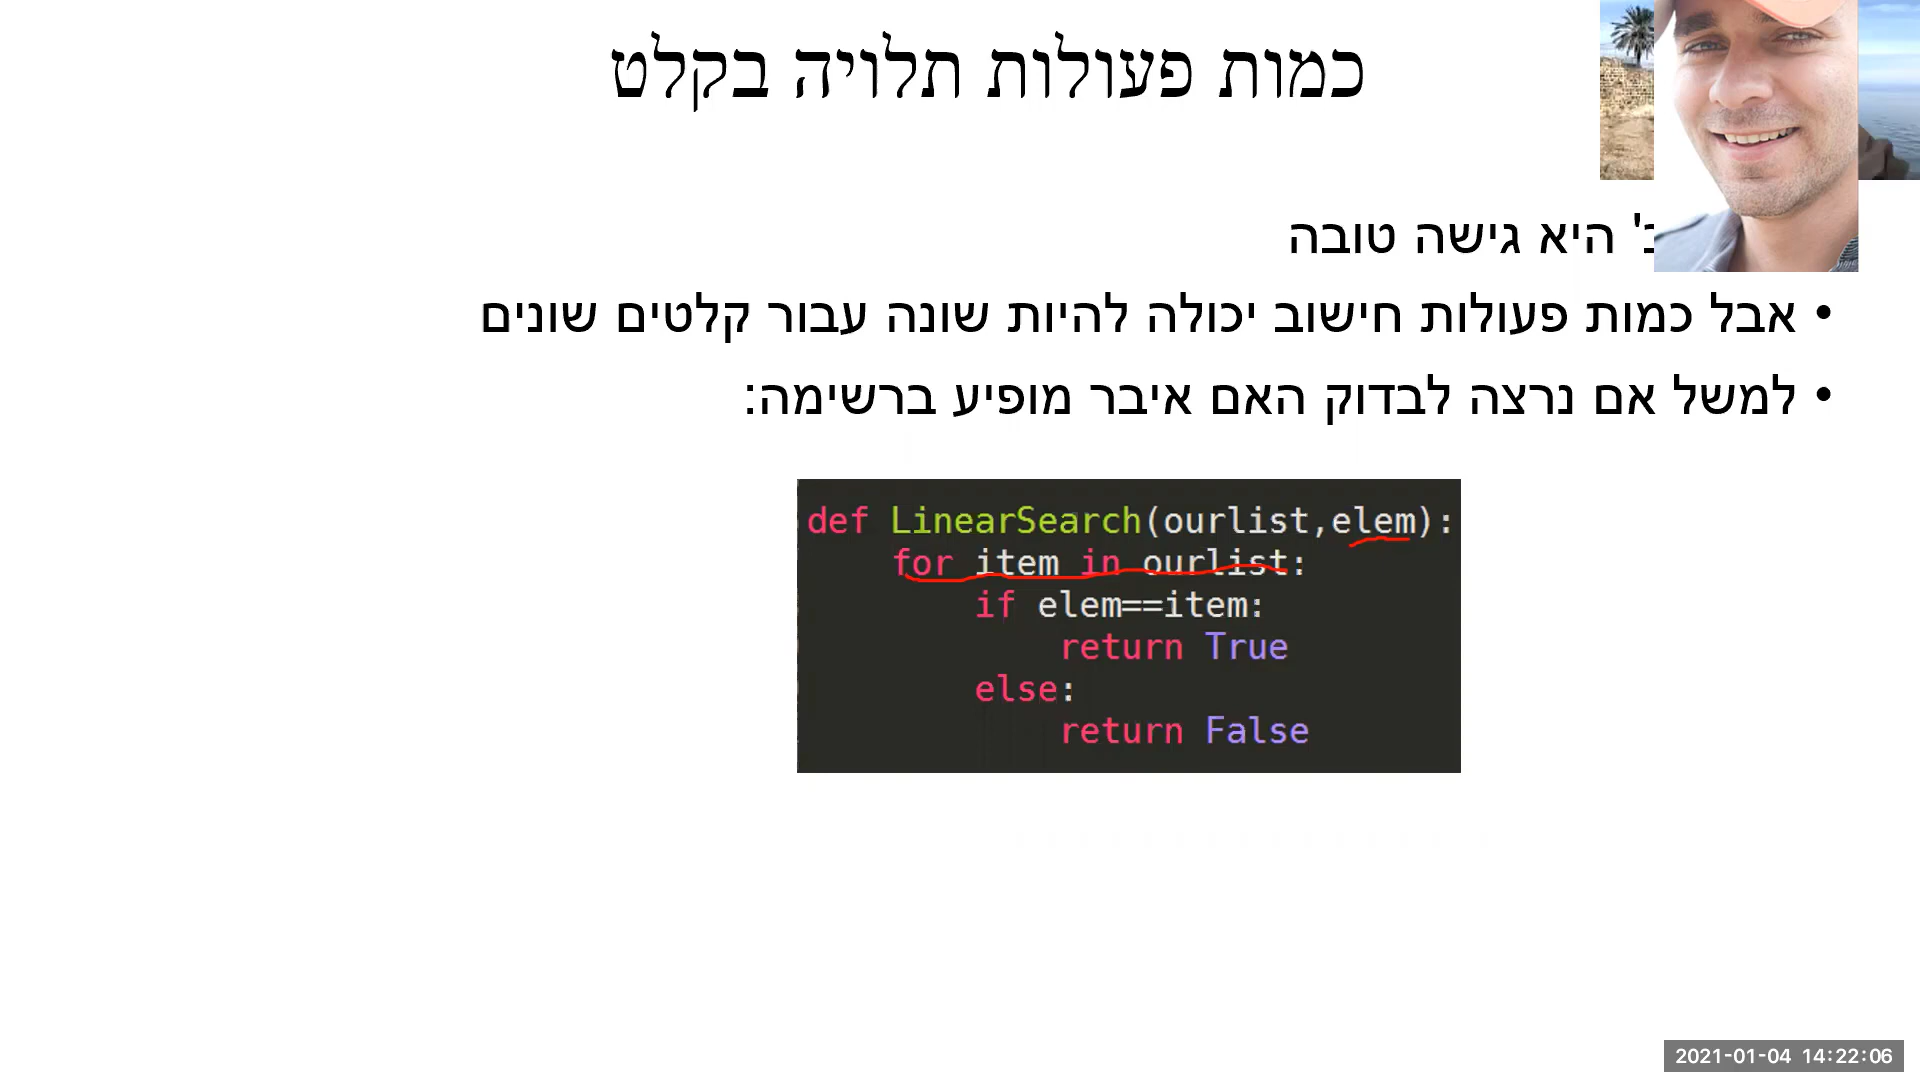 כמות פעולות תלויה בקלט
ב' היא גישה טובה
• אבל כמות פעולות חישוב יכולה להיות שונה עבור קלטים שונים
• למשל אם נרצה לבדוק האם איבר מופיע ברשימה:
def LinearSearch(ourlist,elem):
    for item in ourlist:
        if elem==item:
            return True
        else:
            return False
2021-01-04 14:22:06